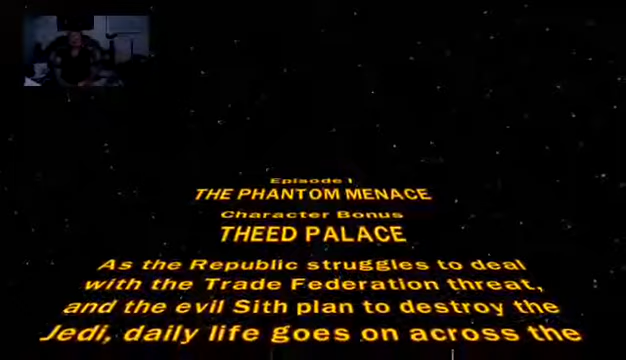 Episode I
THE PHANTOM MENACE
Character Bonus
THEED PALACE
As the Republic struggles to deal
with the Trade Federation threat,
and the evil Sith plan to destroy the
Jedi, daily life goes on across the